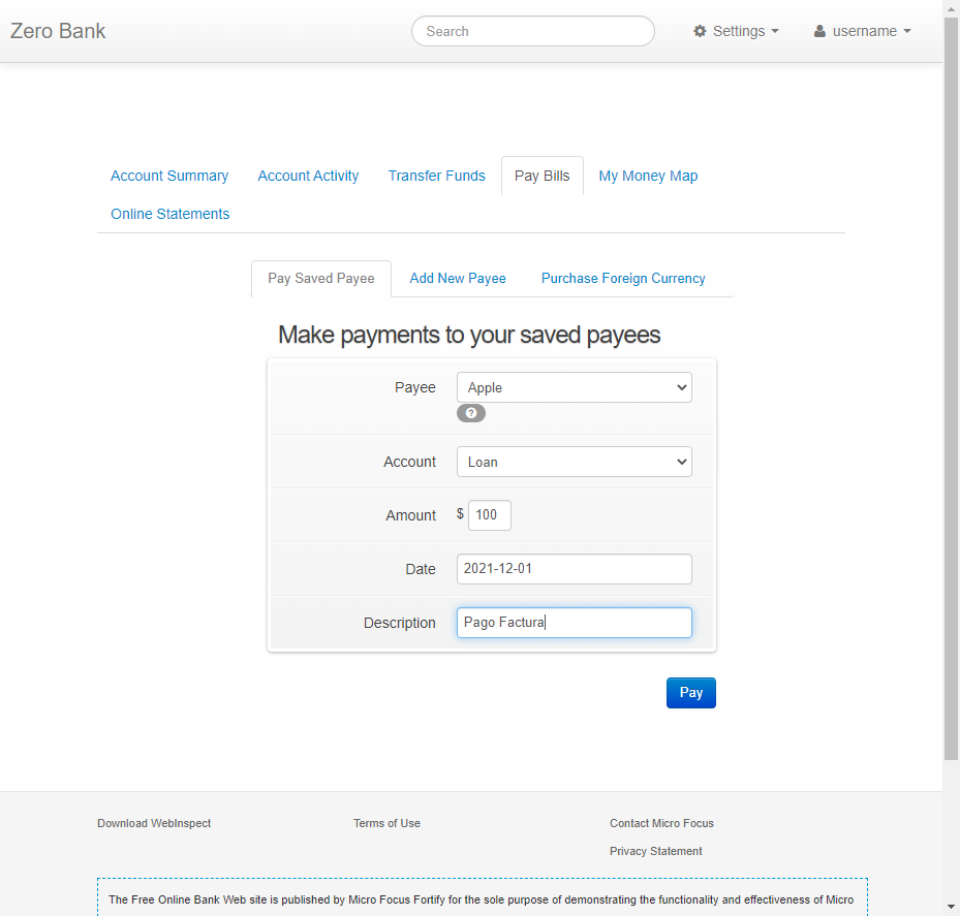 Zero Bank
Search
Settings
username
Account Summary
Account Activity
Transfer Funds
Pay Bills
My Money Map
Online Statements
Pay Saved Payee
Add New Payee
Purchase Foreign Currency
Make payments to your saved payees
Payee
Apple
?
Account
Loan
Amount
$ 100
Date
2021-12-01
Description
Pago Factura
Pay
Download WebInspect
Terms of Use
Contact Micro Focus
Privacy Statement
The Free Online Bank Web site is published by Micro Focus Fortify for the sole purpose of demonstrating the functionality and effectiveness of Micro